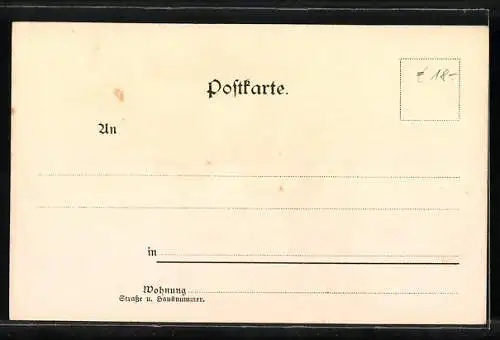 Postkarte.
€ 18-
An
in
Wohnung
Straße u. Hausnummer.